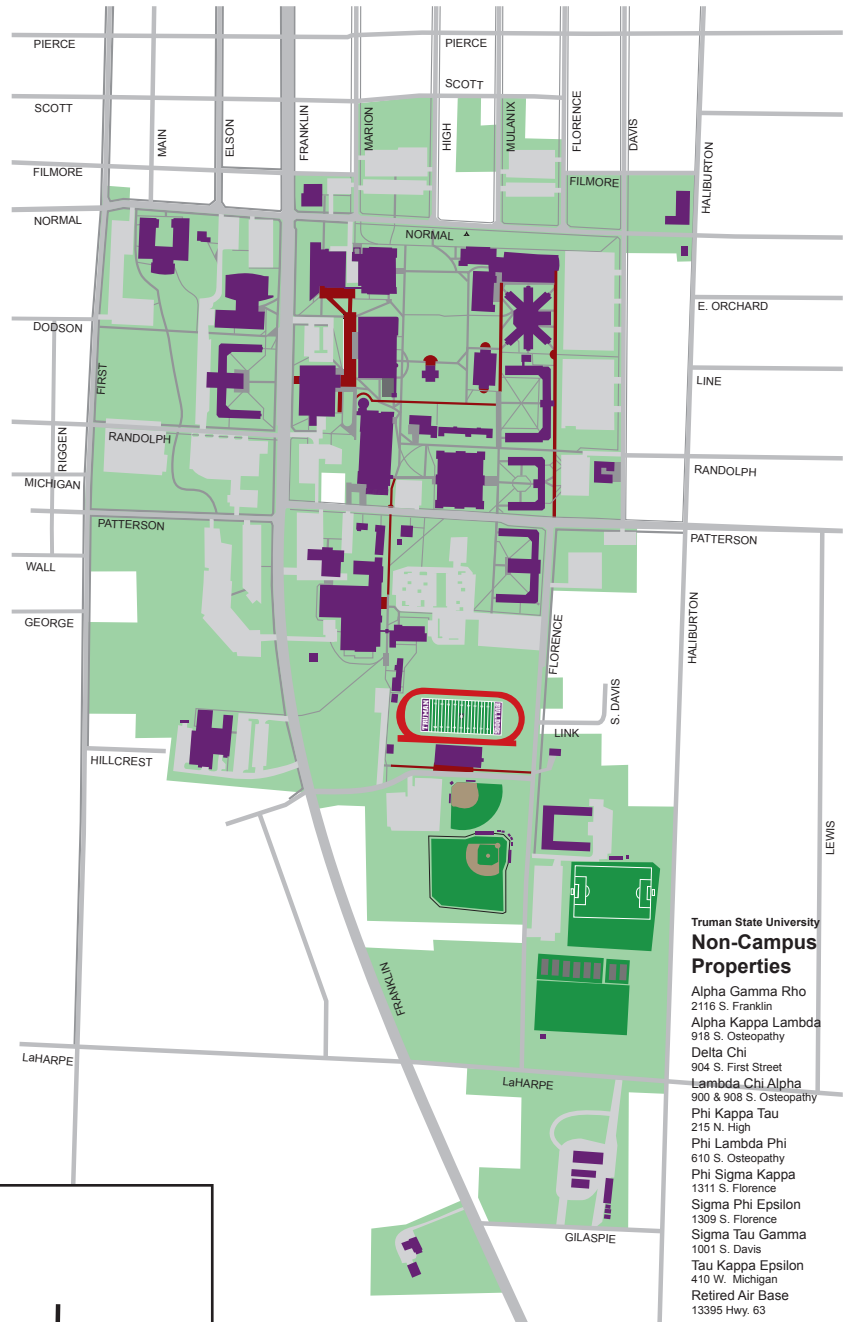 PIERCE
PIERCE
SCOTT
SCOTT
MAIN
ELSON
FRANKLIN
MARION
HIGH
MULANIX
FLORENCE
DAVIS
HALIBURTON
FILMORE
FILMORE
NORMAL
NORMAL
E. ORCHARD
DODSON
FIRST
LINE
RIGGEN
RANDOLPH
RANDOLPH
MICHIGAN
PATTERSON
PATTERSON
WALL
GEORGE
FLORENCE
HALIBURTON
S. DAVIS
TRUMAN
BULLDOGS
LINK
HILLCREST
LEWIS
FRANKLIN
LaHARPE
LaHARPE
GILASPIE
Truman State University
Non-Campus
Properties
Alpha Gamma Rho
2116 S. Franklin
Alpha Kappa Lambda
918 S. Osteopathy
Delta Chi
904 S. First Street
Lambda Chi Alpha
900 & 908 S. Osteopathy
Phi Kappa Tau
215 N. High
Phi Lambda Phi
610 S. Osteopathy
Phi Sigma Kappa
1311 S. Florence
Sigma Phi Epsilon
1309 S. Florence
Sigma Tau Gamma
1001 S. Davis
Tau Kappa Epsilon
410 W. Michigan
Retired Air Base
13395 Hwy. 63